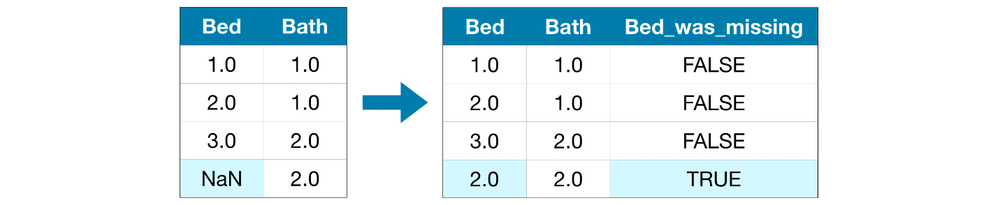 Bed Bath
1.0 1.0
2.0 1.0
3.0 2.0
NaN 2.0
Bed Bath Bed_was_missing
1.0 1.0 FALSE
2.0 1.0 FALSE
3.0 2.0 FALSE
2.0 2.0 TRUE